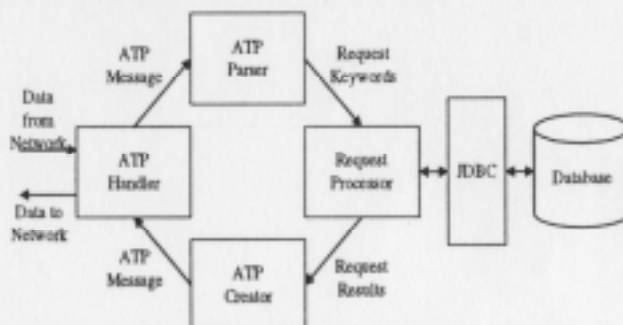 ATP
Parser
ATP
Message
Request
Keywords
Data
from
Network
ATP
Handler
Request
Processor
JDBC
Database
Data to
Network
ATP
Message
ATP
Creator
Request
Results